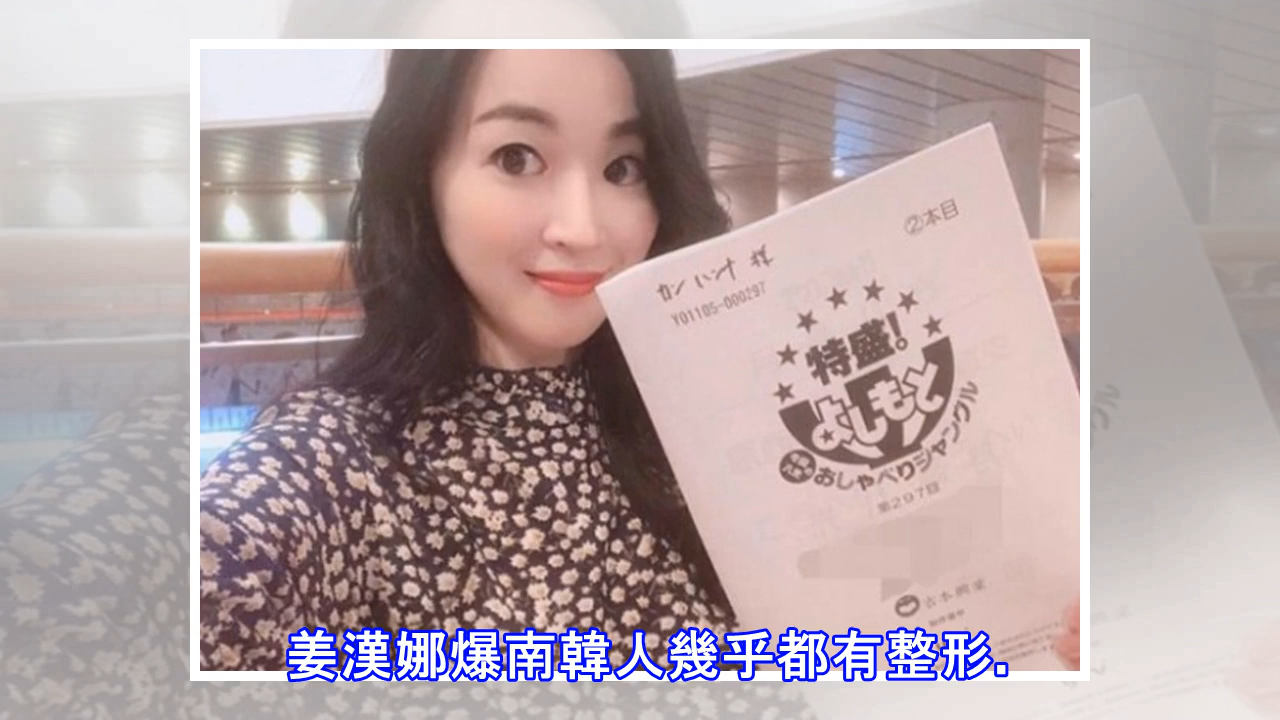 ②本目
カン ハンナ 様
Y01105-000297
特盛!
よしもと
おしゃべりジャングル
第297回
吉本興業
姜漢娜爆南韓人幾乎都有整形.